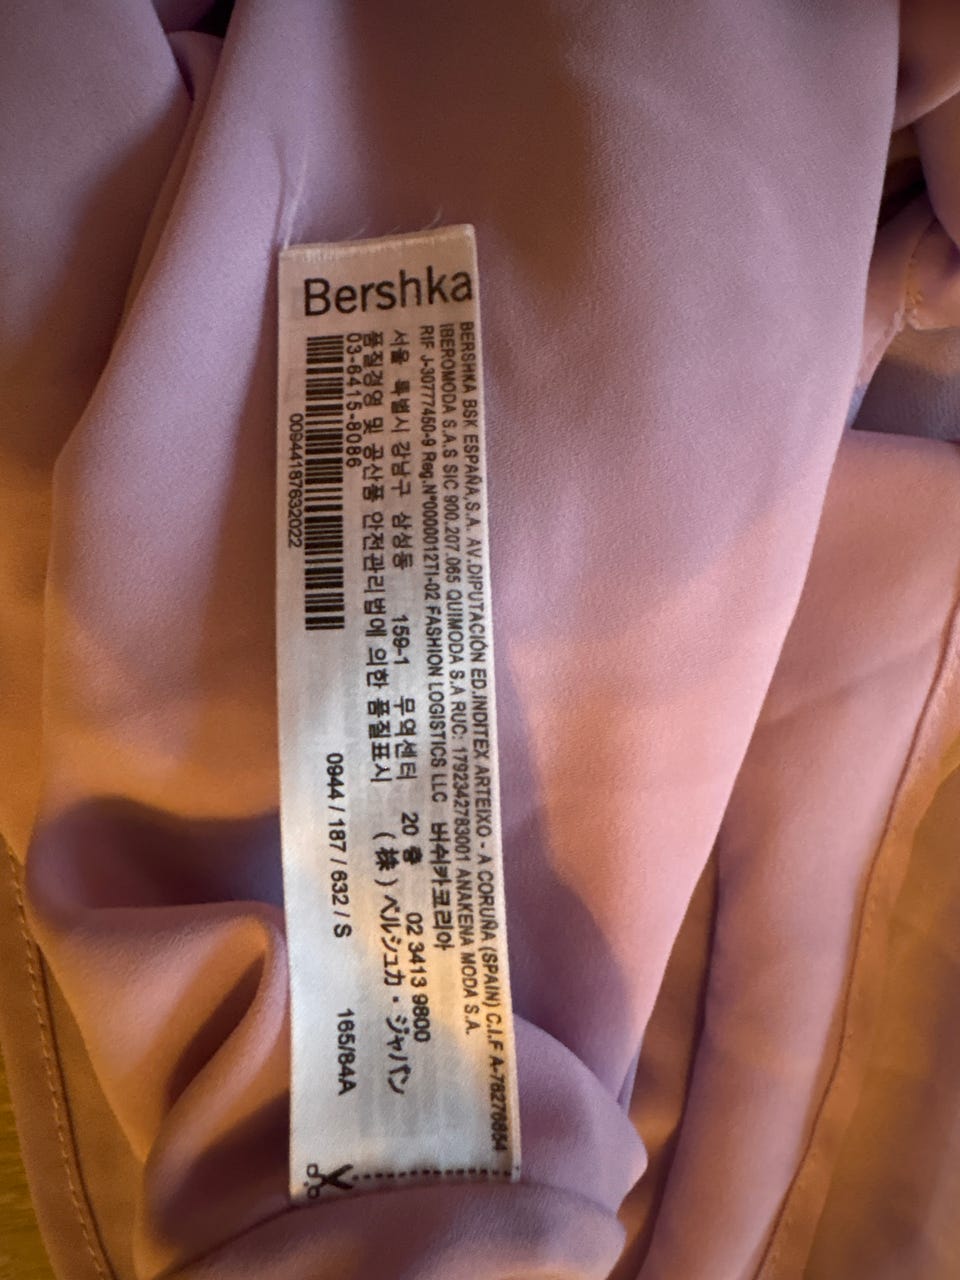 Bershka
BERSHKA BSK ESPAÑA,S.A. AV.DIPUTACIÓN ED.INDITEX ARTEIXO - A CORUÑA (SPAIN) C.I.F A-78276854
IBEROMODA S.A.S SIC 900.207.065 QUIMODA S.A RUC: 1792342783001 ANAKENA MODA S.A.
RIF J-30777450-9 Reg.Nº0000012TI-02 FASHION LOGISTICS LLC 버쉬카코리아
서울 특별시 강남구 삼성동 159-1 무역센터 20 층 02 3413 9800
품질경영 및 공산품 안전관리법에 의한 품질표시 (株)ベルシュカ・ジャパン
03-6415-8086
00944187632022
0944 / 187 / 632 / S 165/84A